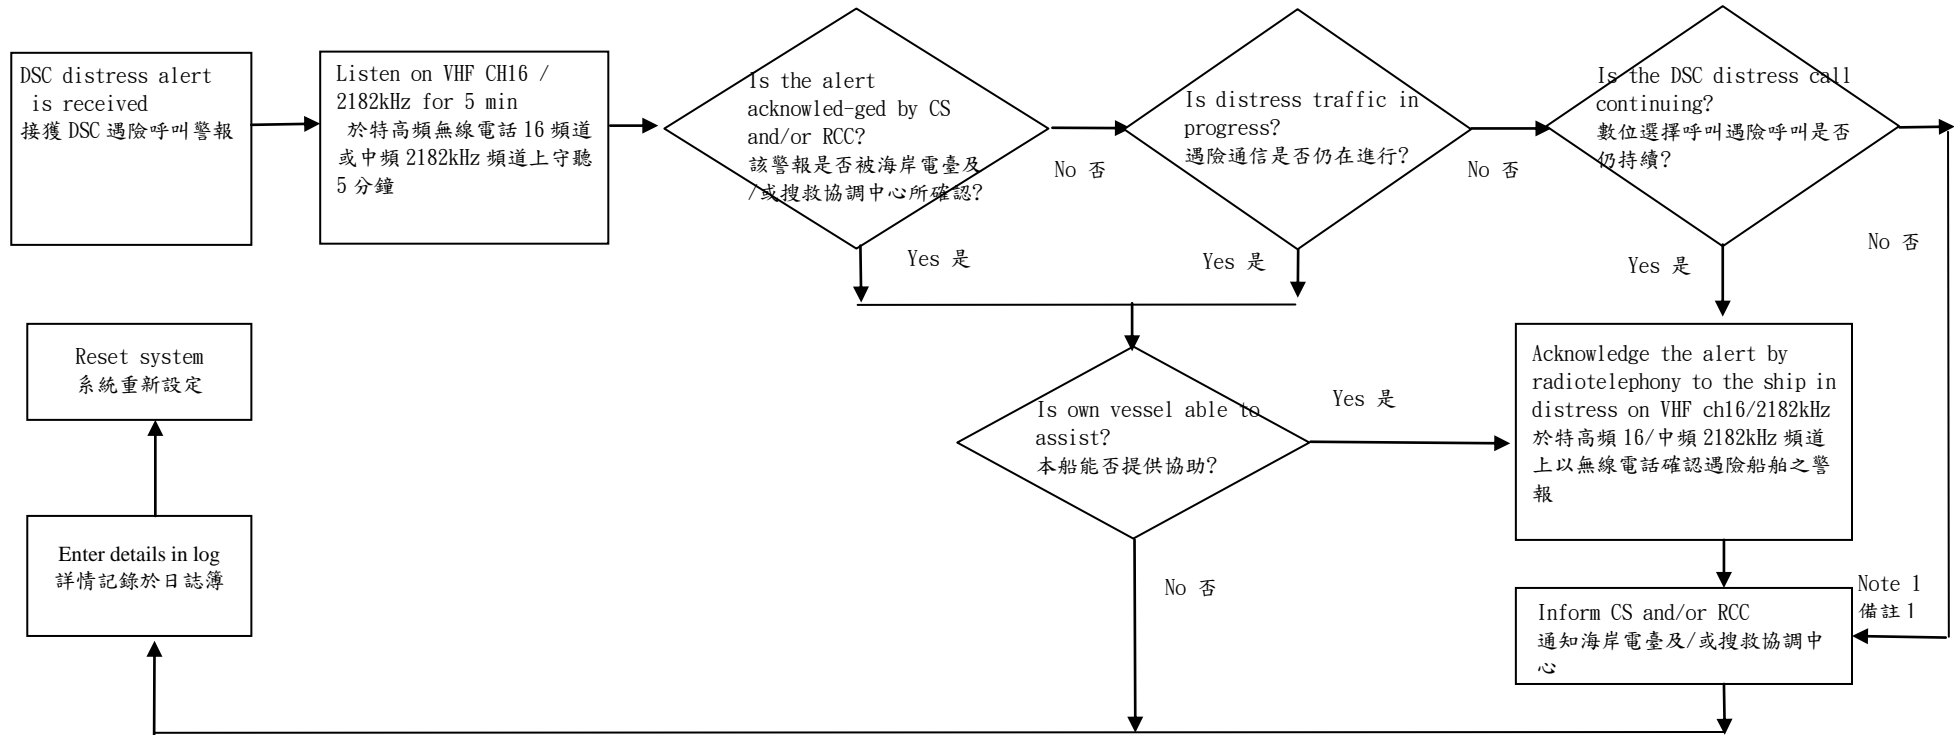 DSC distress alert
is received
接獲 DSC 遇險呼叫警報
Listen on VHF CH16 /
2182kHz for 5 min
於特高頻無線電話 16 頻道
或中頻 2182kHz 頻道上守聽
5 分鐘
Is the alert
acknowled-ged by CS
and/or RCC?
該警報是否被海岸電臺及
/或搜救協調中心所確認?
No 否
Yes 是
Is distress traffic in
progress?
遇險通信是否仍在進行?
No 否
Yes 是
Is the DSC distress call
continuing?
數位選擇呼叫遇險呼叫是否
仍持續?
No 否
Yes 是
Reset system
系統重新設定
Is own vessel able to
assist?
本船能否提供協助?
Yes 是
No 否
Acknowledge the alert by
radiotelephony to the ship in
distress on VHF ch16/2182kHz
於特高頻 16/中頻 2182kHz 頻道
上以無線電話確認遇險船舶之警
報
Enter details in log
詳情記錄於日誌簿
Inform CS and/or RCC
通知海岸電臺及/或搜救協調中
心
Note 1
備註 1